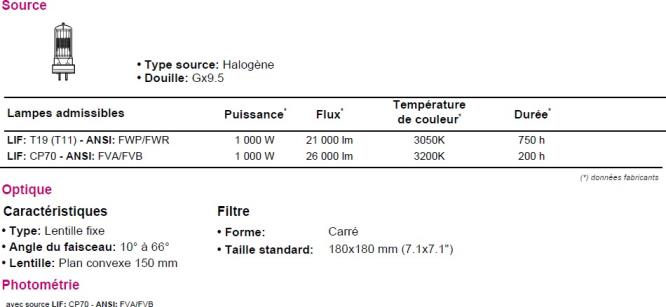 Source
• Type source: Halogène
• Douille: Gx9.5
Lampes admissibles Puissance* Flux* Température de couleur* Durée*
LIF: T19 (T11) - ANSI: FWP/FWR 1 000 W 21 000 lm 3050K 750 h
LIF: CP70 - ANSI: FVA/FVB 1 000 W 26 000 lm 3200K 200 h
(*) données fabricants
Optique
Caractéristiques
• Type: Lentille fixe
• Angle du faisceau: 10° à 66°
• Lentille: Plan convexe 150 mm
Filtre
• Forme: Carré
• Taille standard: 180x180 mm (7.1x7.1")
Photométrie
avec source LIF: CP70 - ANSI: FVA/FVB